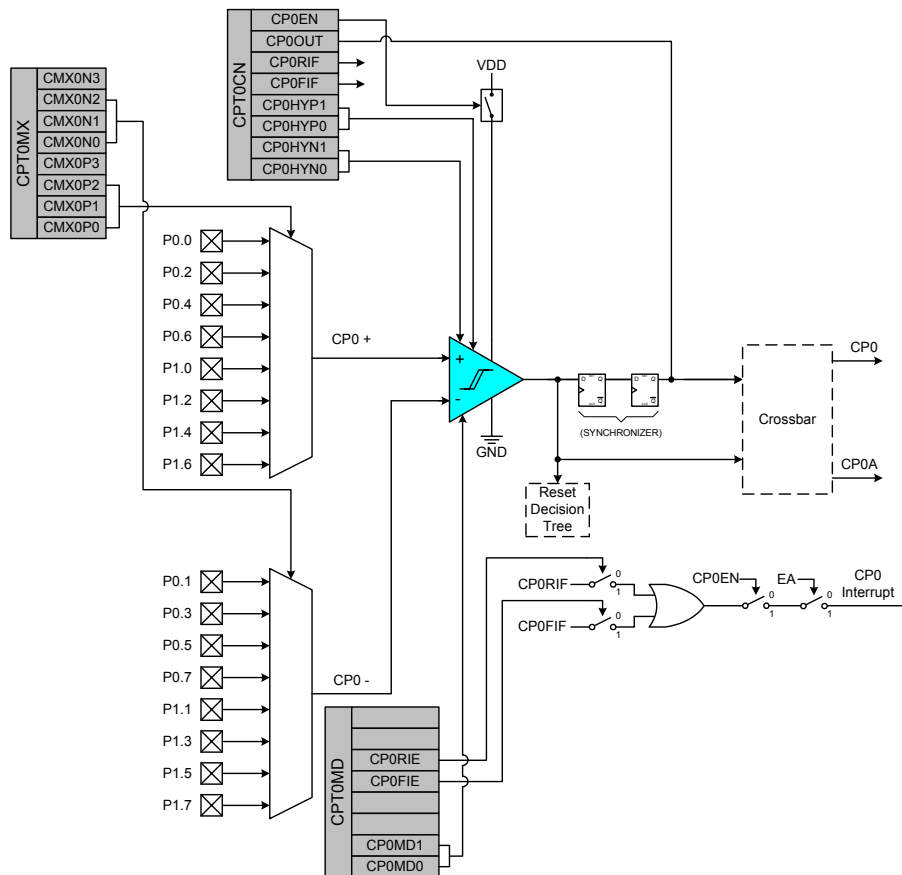 CPT0CN
CP0EN
CP0OUT
CP0RIF
CP0FIF
CP0HYP1
CP0HYP0
CP0HYN1
CP0HYN0
VDD
CPT0MX
CMX0N3
CMX0N2
CMX0N1
CMX0N0
CMX0P3
CMX0P2
CMX0P1
CMX0P0
P0.0
P0.2
P0.4
P0.6
P1.0
P1.2
P1.4
P1.6
CP0 +
+
-
GND
D Q
Q
D Q
Q
(SYNCHRONIZER)
Crossbar
CP0
CP0A
Reset
Decision
Tree
P0.1
P0.3
P0.5
P0.7
P1.1
P1.3
P1.5
P1.7
CP0 -
CP0RIF
0
1
CP0FIF
0
1
CP0EN
0
1
EA
0
1
CP0
Interrupt
CPT0MD
CP0RIE
CP0FIE
CP0MD1
CP0MD0